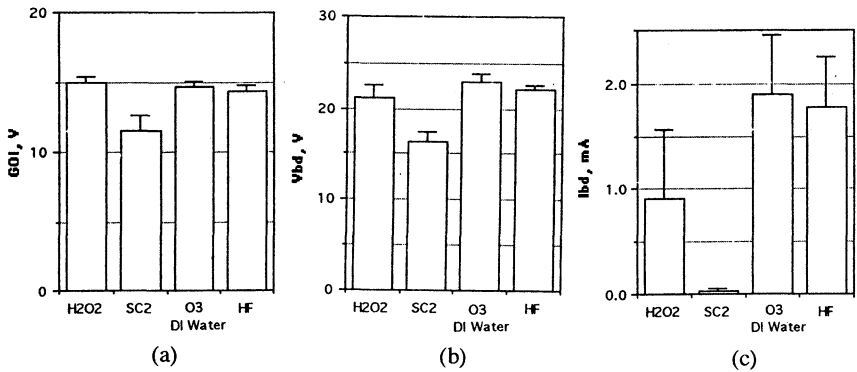 20
10
0
GOI, V
H2O2 SC2 O3 HF
DI Water
(a)
30
20
10
0
Vbd, V
H2O2 SC2 O3 HF
DI Water
(b)
2.0
1.0
0.0
Ibd, mA
H2O2 SC2 O3 HF
DI Water
(c)